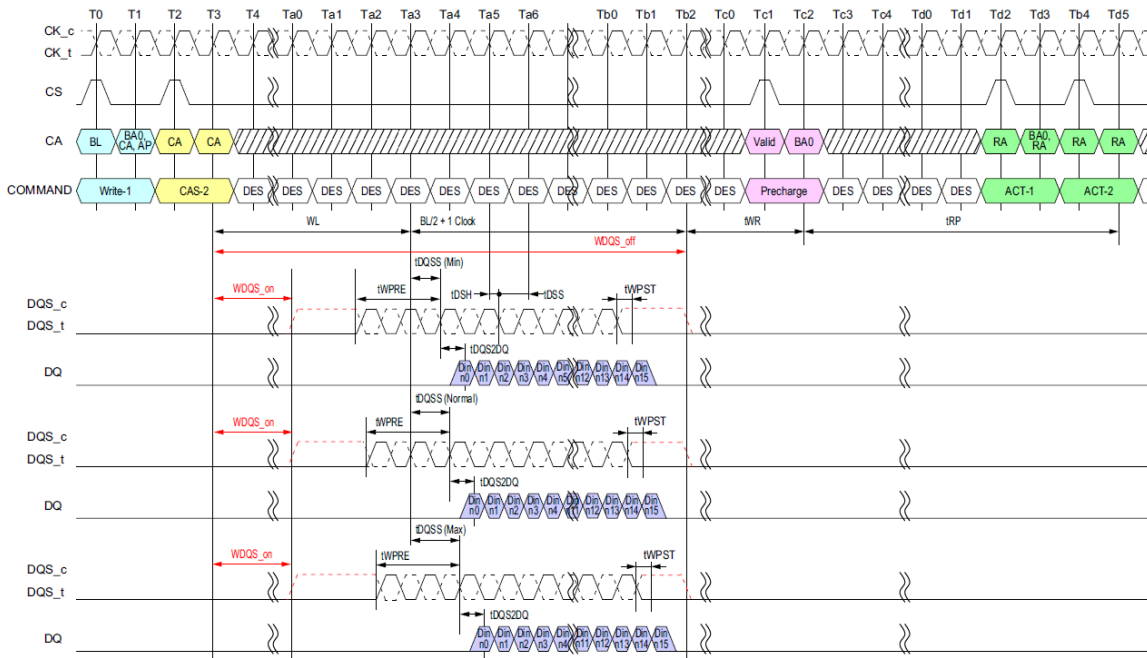 T0 T1 T2 T3 T4 Ta0 Ta1 Ta2 Ta3 Ta4 Ta5 Ta6 Tb0 Tb1 Tb2 Tc0 Tc1 Tc2 Tc3 Tc4 Td0 Td1 Td2 Td3 Tb4 Td5
CK_c
CK_t
CS
CA BL BA0, CA, AP CA CA Valid BA0 RA BA0, RA RA RA
COMMAND Write-1 CAS-2 DES DES DES DES DES DES DES DES DES DES DES DES DES Precharge DES DES DES DES ACT-1 ACT-2
WL BL/2 + 1 Clock tWR tRP
WDQS_off
tDQSS (Min)
WDQS_on tWPRE tDSH tDSS tWPST
DQS_c
DQS_t
tDQS2DQ
DQ Din n0 Din n1 Din n2 Din n3 Din n4 Din n5 Din n12 Din n13 Din n14 Din n15
tDQSS (Normal)
WDQS_on tWPRE tWPST
DQS_c
DQS_t
tDQS2DQ
DQ Din n0 Din n1 Din n2 Din n3 Din n4 Din n11 Din n12 Din n13 Din n14 Din n15
tDQSS (Max)
WDQS_on tWPRE tWPST
DQS_c
DQS_t
tDQS2DQ
DQ Din n0 Din n1 Din n2 Din n3 Din n4 Din n11 Din n12 Din n13 Din n14 Din n15